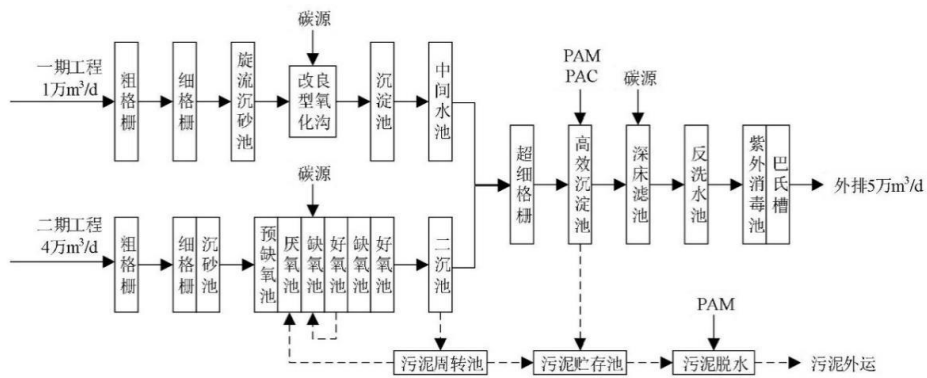 碳源
一期工程
1万m³/d
粗格栅
细格栅
旋流沉砂池
改良型氧化沟
沉淀池
中间水池
PAM
PAC
碳源
超细格栅
高效沉淀池
深床滤池
反洗水池
紫外消毒池
巴氏槽
外排5万m³/d
碳源
二期工程
4万m³/d
粗格栅
细格栅
沉砂池
预缺氧池
厌氧池
缺氧池
好氧池
缺氧池
好氧池
二沉池
PAM
污泥周转池
污泥贮存池
污泥脱水
污泥外运